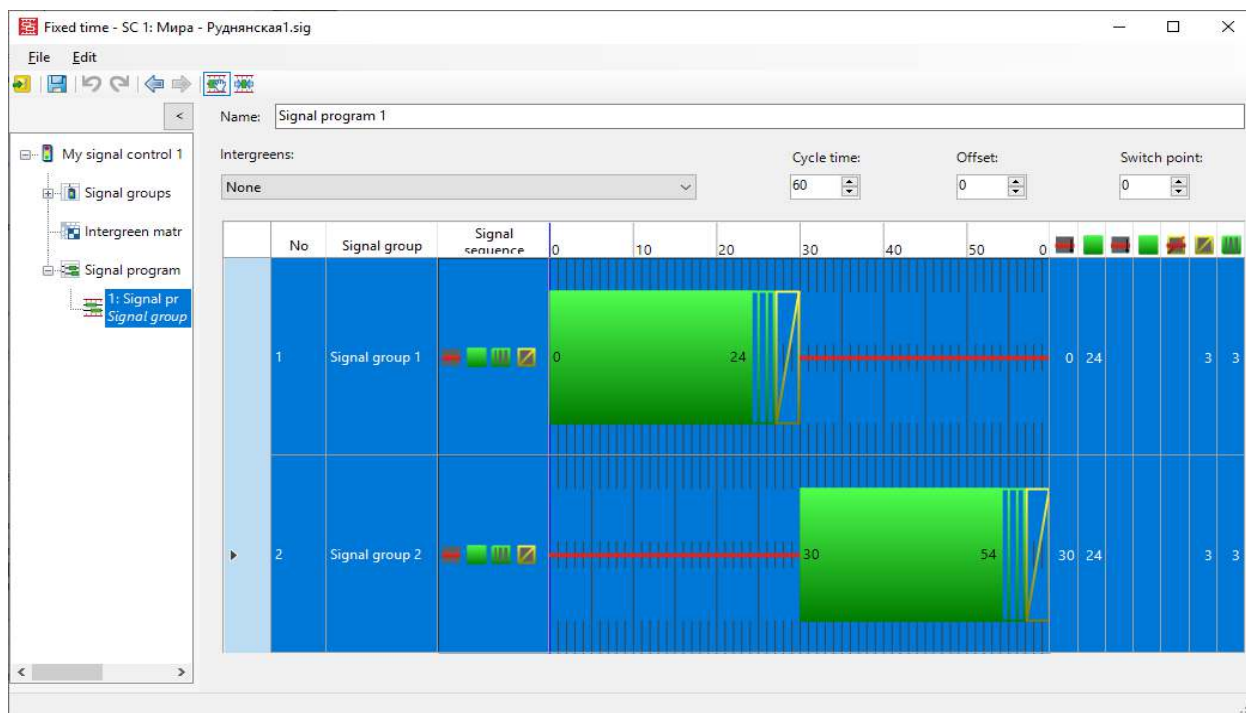 Fixed time - SC 1: Мира - Руднянская1.sig
File Edit
<
Name: Signal program 1
My signal control 1
Signal groups
Intergreen matr
Signal program
1: Signal pr
Signal group
Intergreens:
None
Cycle time:
60
Offset:
0
Switch point:
0
No Signal group Signal sequence 0 10 20 30 40 50 0
1 Signal group 1 0 24 0 24 3 3
2 Signal group 2 30 54 30 24 3 3
< >